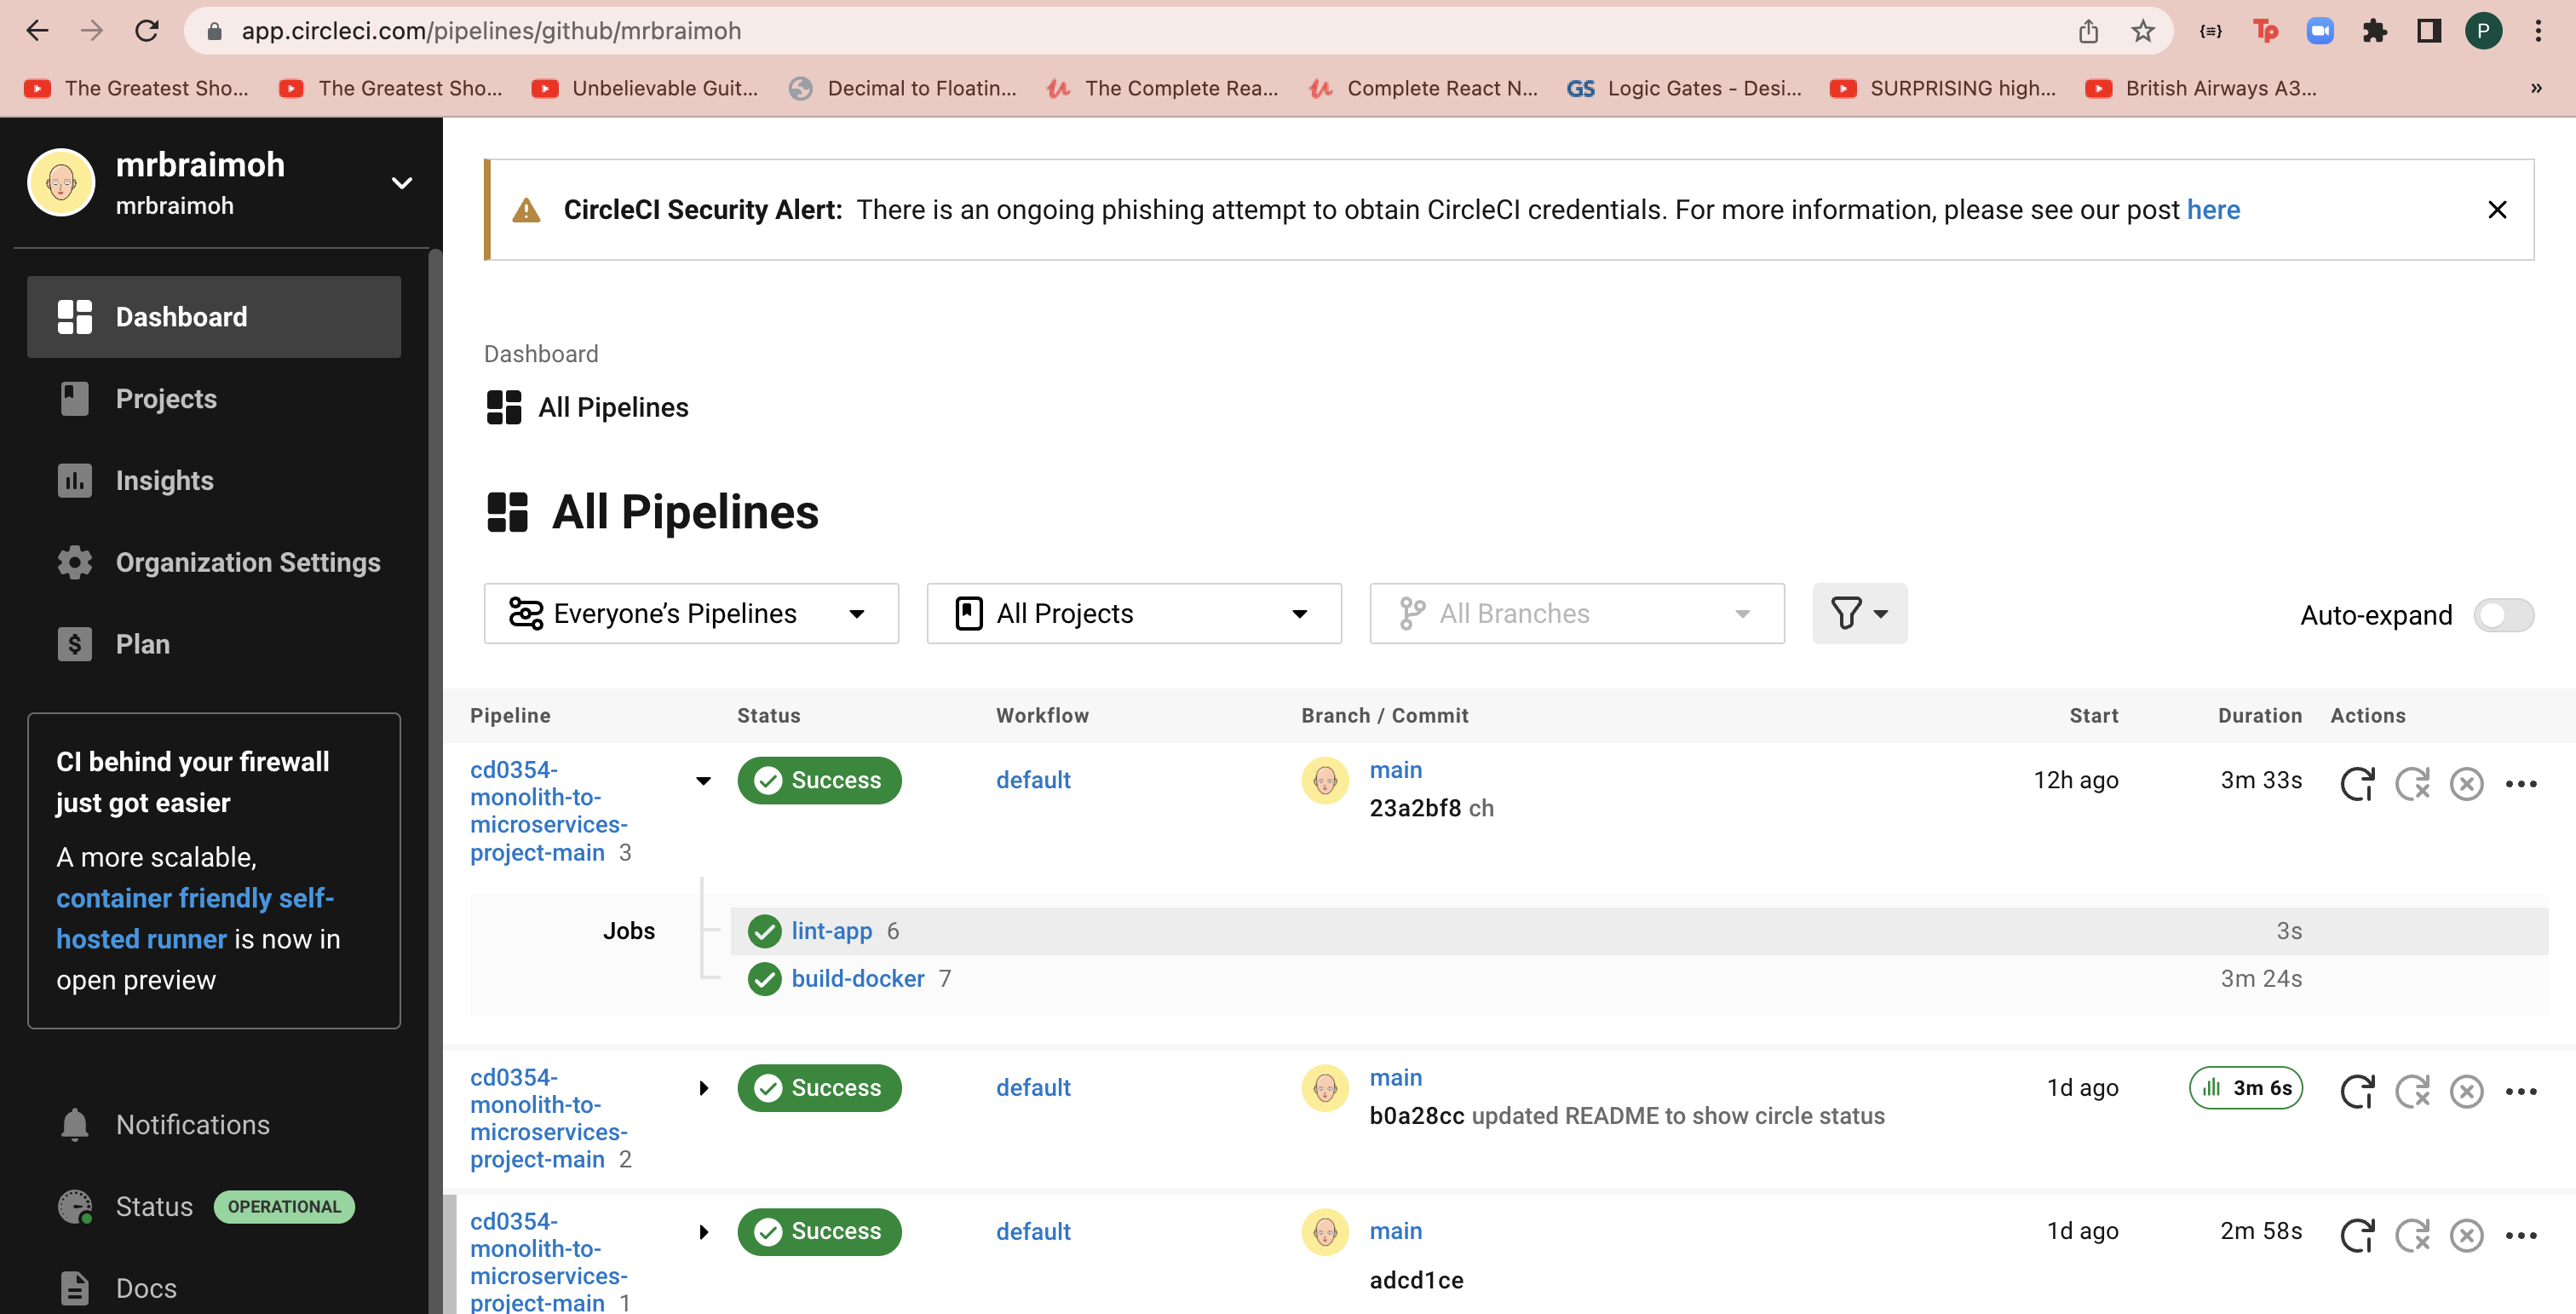 app.circleci.com/pipelines/github/mrbraimoh
P
The Greatest Sho...
The Greatest Sho...
Unbelievable Guit...
Decimal to Floatin...
The Complete Rea...
Complete React N...
GS Logic Gates - Desi...
SURPRISING high...
British Airways A3...
»
mrbraimoh
mrbraimoh
Dashboard
Projects
Insights
Organization Settings
Plan
CI behind your firewall
just got easier
A more scalable,
container friendly self-
hosted runner is now in
open preview
Notifications
Status OPERATIONAL
Docs
CircleCI Security Alert: There is an ongoing phishing attempt to obtain CircleCI credentials. For more information, please see our post here
Dashboard
All Pipelines
All Pipelines
Everyone’s Pipelines
All Projects
All Branches
Auto-expand
Pipeline Status Workflow Branch / Commit Start Duration Actions
cd0354-
monolith-to-
microservices-
project-main 3
Success
default
main
23a2bf8 ch
12h ago
3m 33s
Jobs
lint-app 6
3s
build-docker 7
3m 24s
cd0354-
monolith-to-
microservices-
project-main 2
Success
default
main
b0a28cc updated README to show circle status
1d ago
3m 6s
cd0354-
monolith-to-
microservices-
project-main 1
Success
default
main
adcd1ce
1d ago
2m 58s